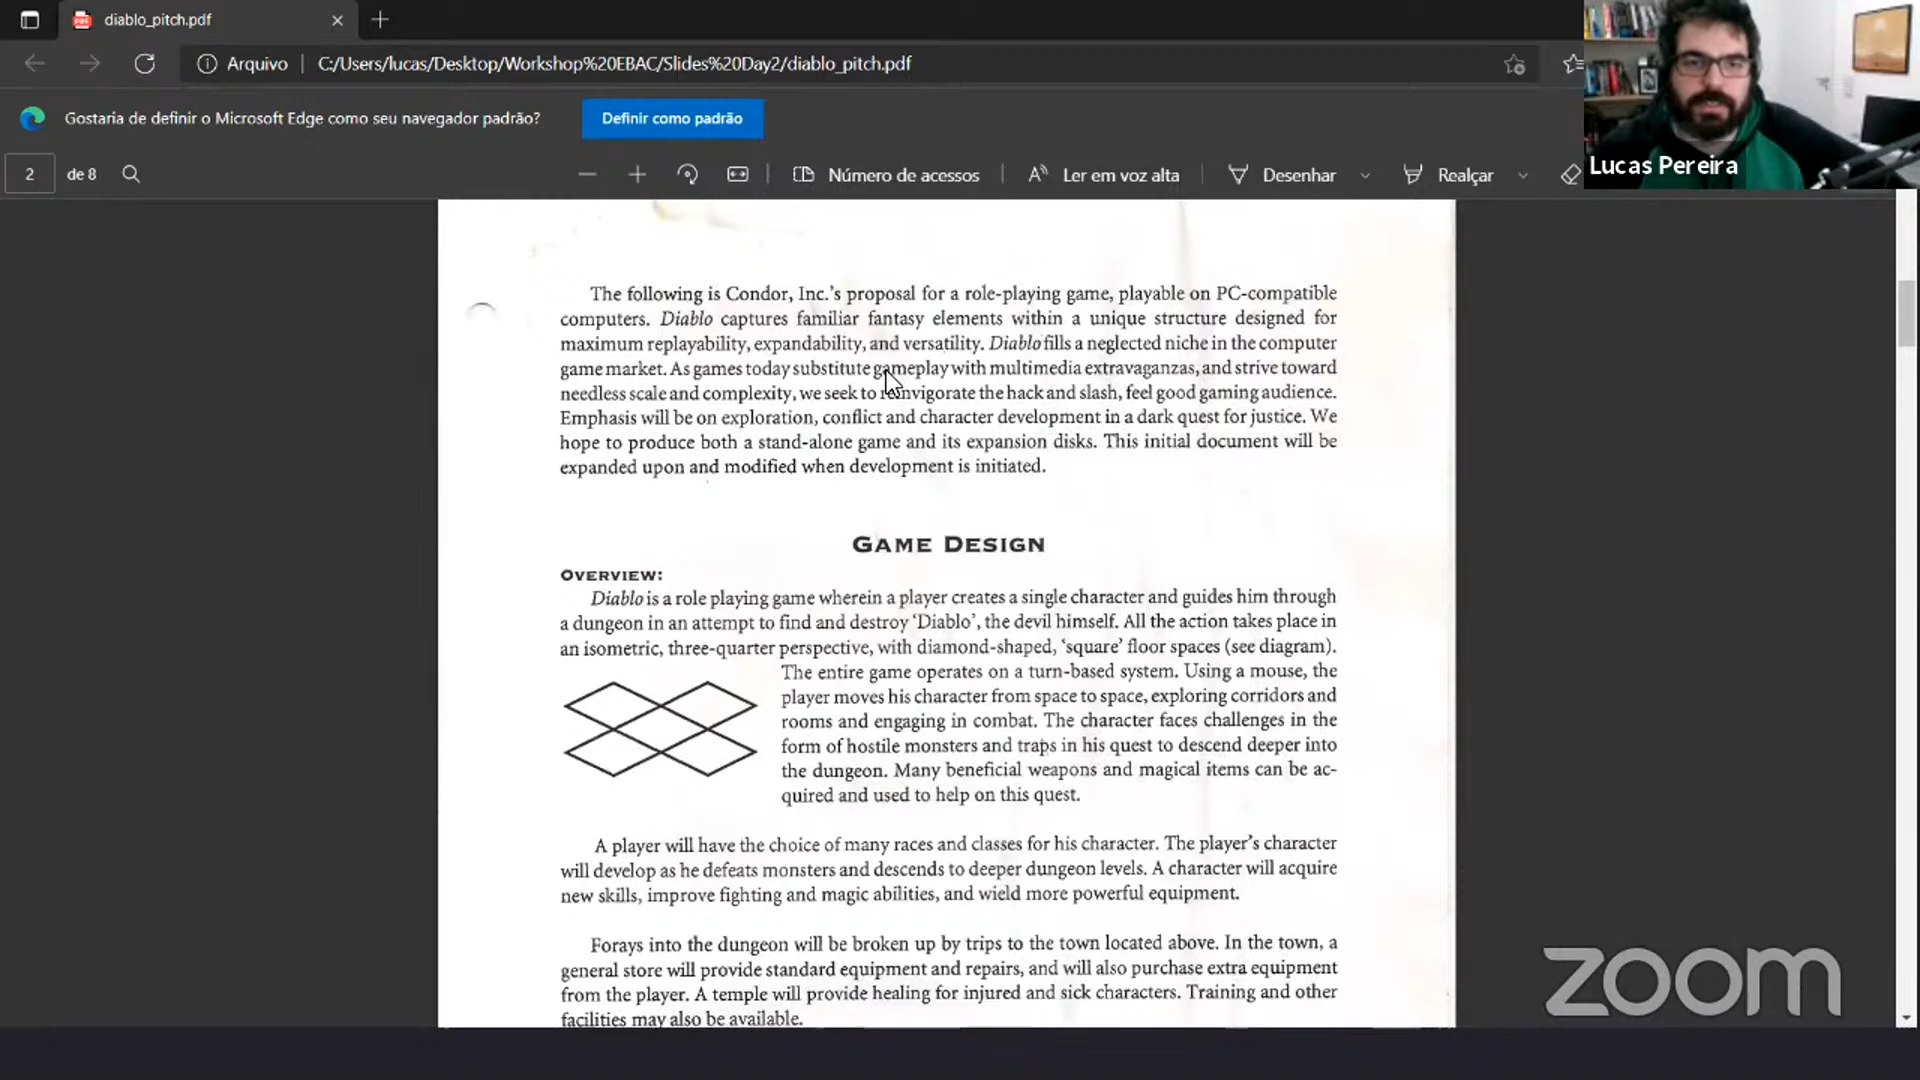 diablo_pitch.pdf
Arquivo
C:/Users/lucas/Desktop/Workshop%20EBAC/Slides%20Day2/diablo_pitch.pdf
Gostaria de definir o Microsoft Edge como seu navegador padrão?
Definir como padrão
2
de 8
Número de acessos
Ler em voz alta
Desenhar
Realçar
Lucas Pereira
The following is Condor, Inc.'s proposal for a role-playing game, playable on PC-compatible
computers. Diablo captures familiar fantasy elements within a unique structure designed for
maximum replayability, expandability, and versatility. Diablo fills a neglected niche in the computer
game market. As games today substitute gameplay with multimedia extravaganzas, and strive toward
needless scale and complexity, we seek to reinvigorate the hack and slash, feel good gaming audience.
Emphasis will be on exploration, conflict and character development in a dark quest for justice. We
hope to produce both a stand-alone game and its expansion disks. This initial document will be
expanded upon and modified when development is initiated.
GAME DESIGN
OVERVIEW:
Diablo is a role playing game wherein a player creates a single character and guides him through
a dungeon in an attempt to find and destroy 'Diablo', the devil himself. All the action takes place in
an isometric, three-quarter perspective, with diamond-shaped, 'square' floor spaces (see diagram).
The entire game operates on a turn-based system. Using a mouse, the
player moves his character from space to space, exploring corridors and
rooms and engaging in combat. The character faces challenges in the
form of hostile monsters and traps in his quest to descend deeper into
the dungeon. Many beneficial weapons and magical items can be ac-
quired and used to help on this quest.
A player will have the choice of many races and classes for his character. The player's character
will develop as he defeats monsters and descends to deeper dungeon levels. A character will acquire
new skills, improve fighting and magic abilities, and wield more powerful equipment.
Forays into the dungeon will be broken up by trips to the town located above. In the town, a
general store will provide standard equipment and repairs, and will also purchase extra equipment
from the player. A temple will provide healing for injured and sick characters. Training and other
facilities may also be available.
zoom